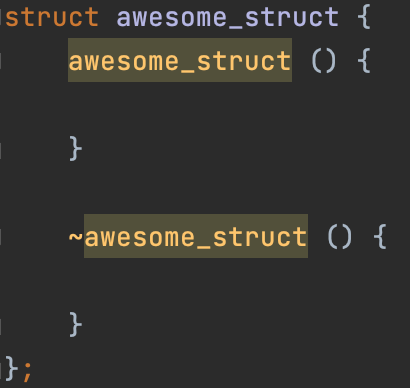 struct awesome_struct {
awesome_struct () {
}
~awesome_struct () {
}
};